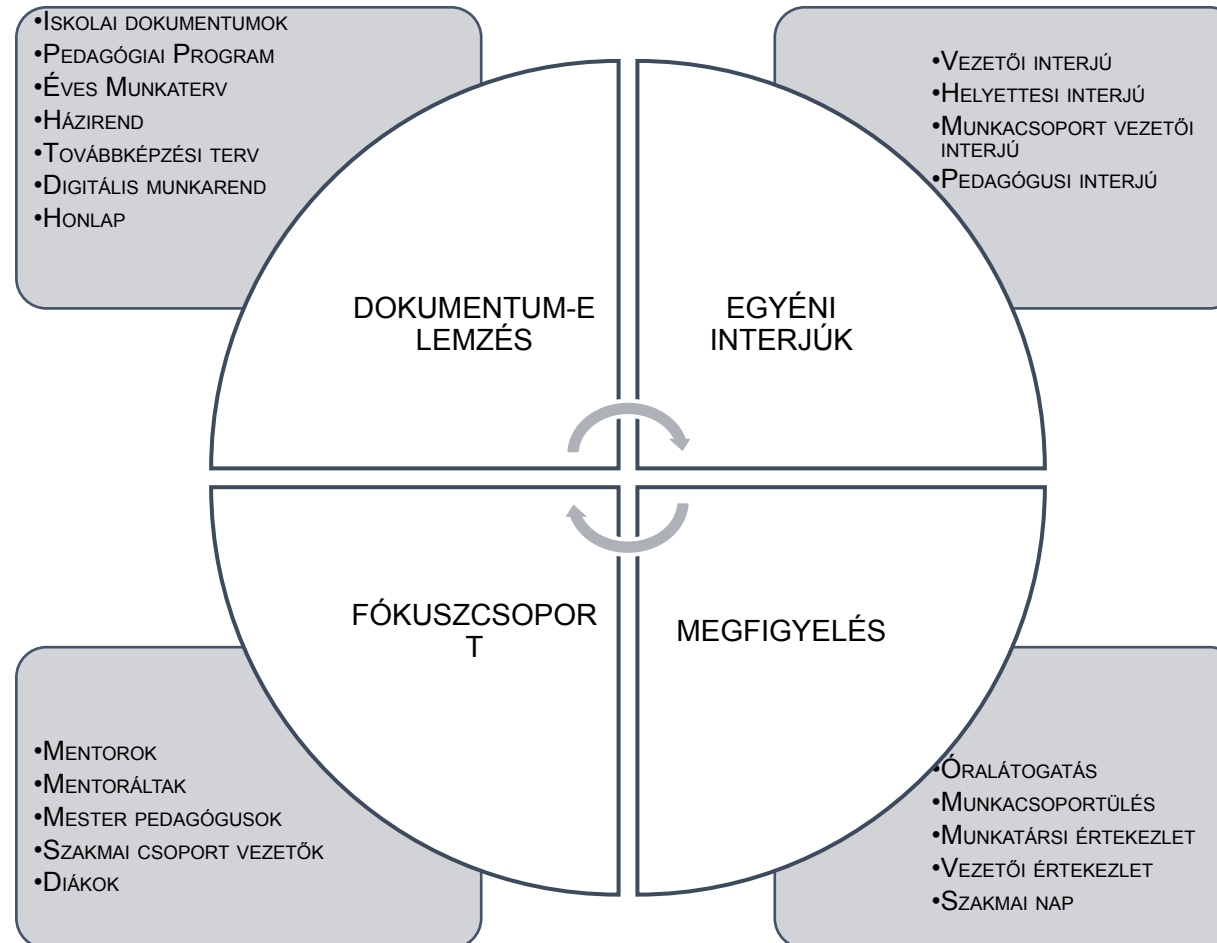 •Iskolai dokumentumok
•Pedagógiai Program
•Éves Munkaterv
•Házirend
•Továbbképzési terv
•Digitális munkarend
•Honlap
•Vezetői interjú
•Helyettesi interjú
•Munkacsoport vezetői
interjú
•Pedagógusi interjú
DOKUMENTUM-E
LEMZÉS
EGYÉNI
INTERJÚK
FÓKUSZCSOPOR
T
MEGFIGYELÉS
•Mentorok
•Mentoráltak
•Mester pedagógusok
•Szakmai csoport vezetők
•Diákok
•Óralátogatás
•Munkacsoportülés
•Munkatársi értekezlet
•Vezetői értekezlet
•Szakmai nap